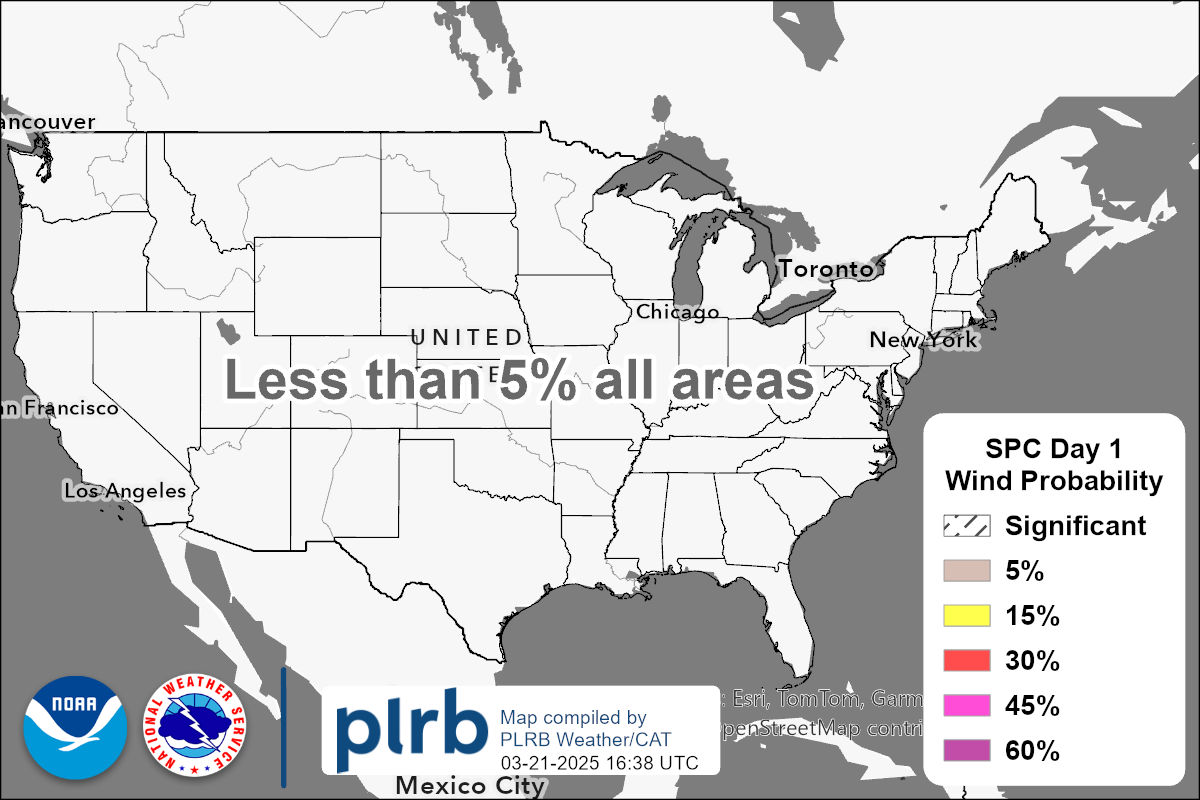 ancouver
Toronto
Chicago
New York
UNITED
Less than 5% all areas
an Francisco
Los Angeles
SPC Day 1
Wind Probability
Significant
5%
15%
30%
45%
60%
NOAA
NATIONAL WEATHER SERVICE
plrb
Map compiled by
PLRB Weather/CAT
03-21-2025 16:38 UTC
: Esri, TomTom, Garm
penStreetMap contri
Mexico City